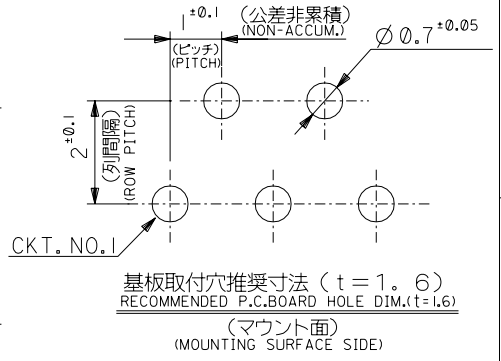 1±0.1
(公差非累積)
(NON-ACCUM.)
(ピッチ)
(PITCH)
Ø0.7±0.05
2±0.1
(列間隔)
(ROW PITCH)
CKT. NO.1
基板取付穴推奨寸法(t=1。6)
RECOMMENDED P.C.BOARD HOLE DIM.(t=1.6)
(マウント面)
(MOUNTING SURFACE SIDE)